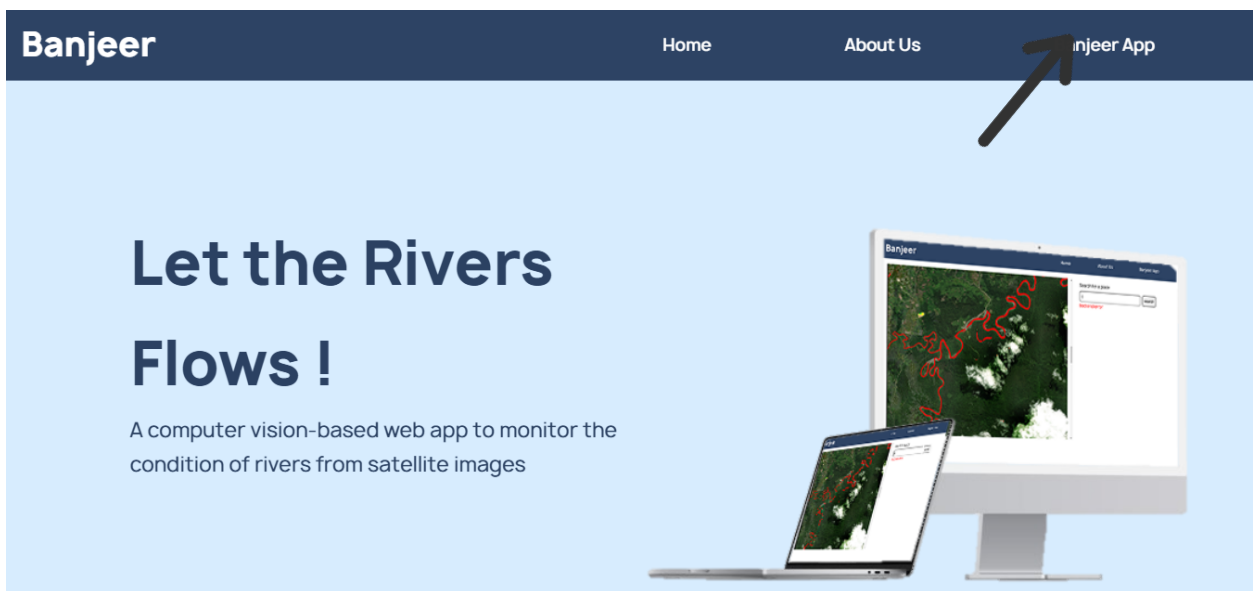 Banjeer
Home
About Us
njeer App
Let the Rivers
Flows !
A computer vision-based web app to monitor the
condition of rivers from satellite images
Banjeer